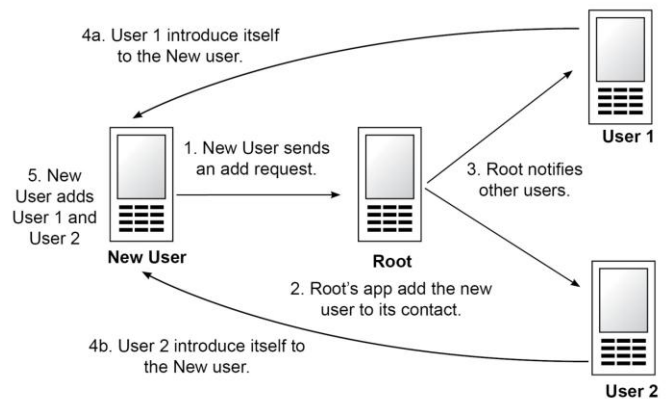 4a. User 1 introduce itself
to the New user.
User 1
1. New User sends
an add request.
3. Root notifies
other users.
5. New
User adds
User 1 and
User 2
New User
Root
2. Root's app add the new
user to its contact.
4b. User 2 introduce itself to
the New user.
User 2